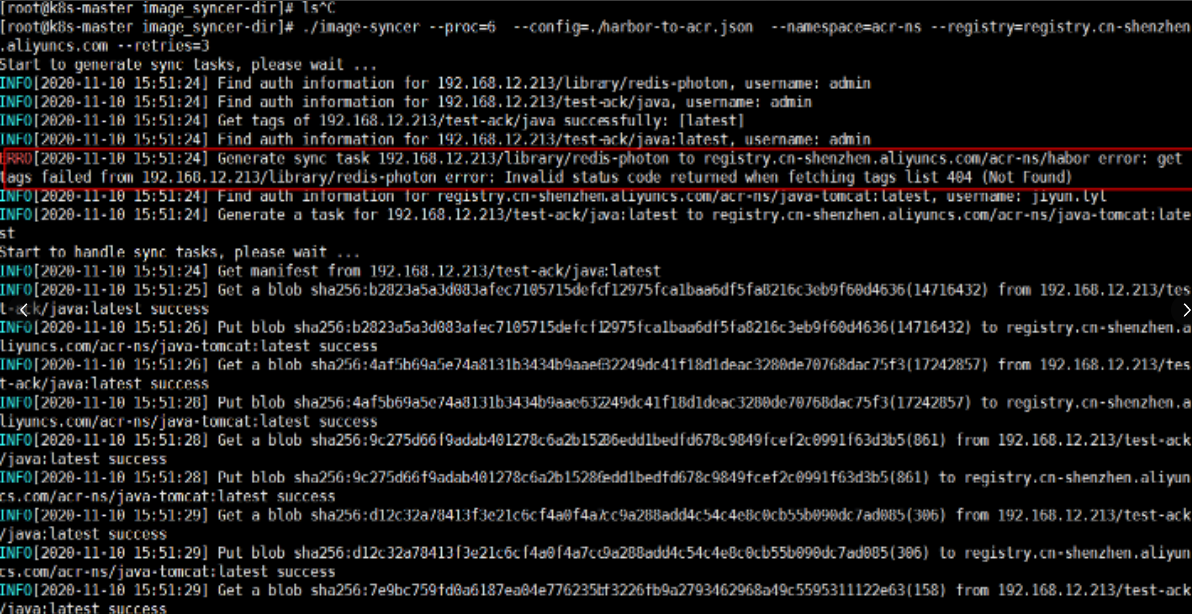 [root@k8s-master image_syncer-dir]# ls^C
[root@k8s-master image_syncer-dir]# ./image-syncer --proc=6 --config=./harbor-to-acr.json --namespace=acr-ns --registry=registry.cn-shenzhen
.aliyuncs.com --retries=3
Start to generate sync tasks, please wait ...
INFO[2020-11-10 15:51:24] Find auth information for 192.168.12.213/library/redis-photon, username: admin
INFO[2020-11-10 15:51:24] Find auth information for 192.168.12.213/test-ack/java, username: admin
INFO[2020-11-10 15:51:24] Get tags of 192.168.12.213/test-ack/java successfully: [latest]
INFO[2020-11-10 15:51:24] Find auth information for 192.168.12.213/test-ack/java:latest, username: admin
ERRO[2020-11-10 15:51:24] Generate sync task 192.168.12.213/library/redis-photon to registry.cn-shenzhen.aliyuncs.com/acr-ns/habor error: get
tags failed from 192.168.12.213/library/redis-photon error: Invalid status code returned when fetching tags list 404 (Not Found)
INFO[2020-11-10 15:51:24] Find auth information for registry.cn-shenzhen.aliyuncs.com/acr-ns/java-tomcat:latest, username: jiyun.lyl
INFO[2020-11-10 15:51:24] Generate a task for 192.168.12.213/test-ack/java:latest to registry.cn-shenzhen.aliyuncs.com/acr-ns/java-tomcat:late
st
Start to handle sync tasks, please wait ...
INFO[2020-11-10 15:51:24] Get manifest from 192.168.12.213/test-ack/java:latest
INFO[2020-11-10 15:51:25] Get a blob sha256:b2823a5a3d083afec7105715defcf12975fca1baa6df5fa8216c3eb9f60d4636(14716432) from 192.168.12.213/tes
t-ack/java:latest success
INFO[2020-11-10 15:51:26] Put blob sha256:b2823a5a3d083afec7105715defcf12975fca1baa6df5fa8216c3eb9f60d4636(14716432) to registry.cn-shenzhen.a
liyuncs.com/acr-ns/java-tomcat:latest success
INFO[2020-11-10 15:51:26] Get a blob sha256:4af5b69a5e74a8131b3434b9aae632249dc41f18d1deac3280de70768dac75f3(17242857) from 192.168.12.213/tes
t-ack/java:latest success
INFO[2020-11-10 15:51:28] Put blob sha256:4af5b69a5e74a8131b3434b9aae632249dc41f18d1deac3280de70768dac75f3(17242857) to registry.cn-shenzhen.a
liyuncs.com/acr-ns/java-tomcat:latest success
INFO[2020-11-10 15:51:28] Get a blob sha256:9c275d66f9adab401278c6a2b15286edd1bedfd678c9849fcef2c0991f63d3b5(861) from 192.168.12.213/test-ack
/java:latest success
INFO[2020-11-10 15:51:28] Put blob sha256:9c275d66f9adab401278c6a2b15286edd1bedfd678c9849fcef2c0991f63d3b5(861) to registry.cn-shenzhen.aliyun
cs.com/acr-ns/java-tomcat:latest success
INFO[2020-11-10 15:51:29] Get a blob sha256:d12c32a78413f3e21c6cf4a0f4a7cc9a288add4c54c4e8c0cb55b090dc7ad085(306) from 192.168.12.213/test-ack
/java:latest success
INFO[2020-11-10 15:51:29] Put blob sha256:d12c32a78413f3e21c6cf4a0f4a7cc9a288add4c54c4e8c0cb55b090dc7ad085(306) to registry.cn-shenzhen.aliyun
cs.com/acr-ns/java-tomcat:latest success
INFO[2020-11-10 15:51:29] Get a blob sha256:7e9bc759fd0a6187ea04e776235bf3226fb9a2793462968a49c5595311122e63(158) from 192.168.12.213/test-ack
/java:latest success